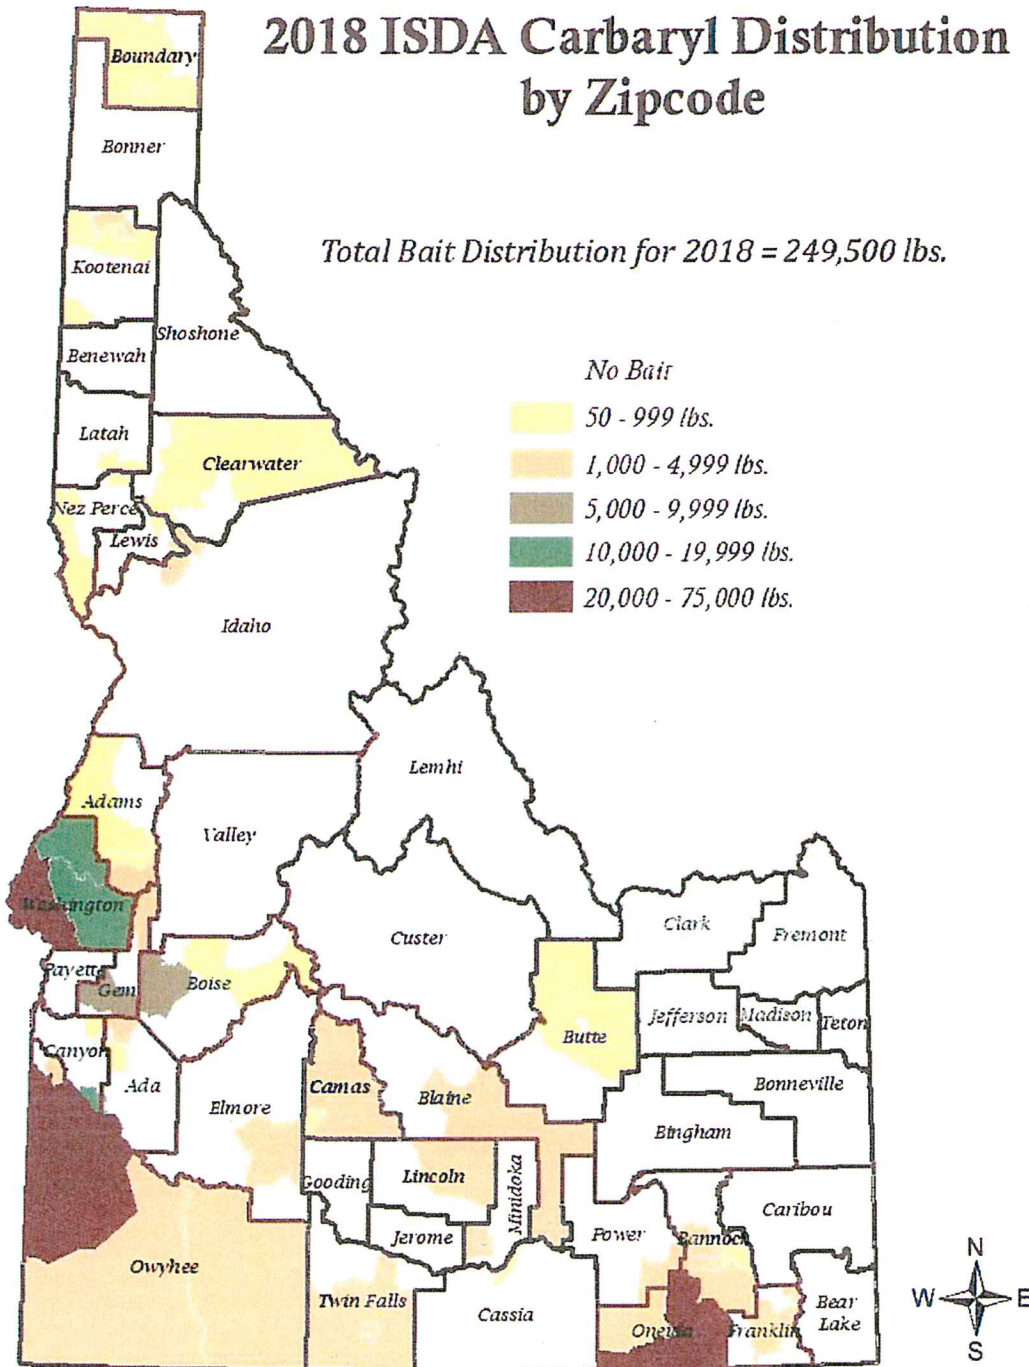 2018 ISDA Carbaryl Distribution
by Zipcode
Total Bait Distribution for 2018 = 249,500 lbs.
No Bait
50 - 999 lbs.
1,000 - 4,999 lbs.
5,000 - 9,999 lbs.
10,000 - 19,999 lbs.
20,000 - 75,000 lbs.
Boundary
Bonner
Kootenai
Shoshone
Benewah
Latah
Clearwater
Nez Perce
Lewis
Idaho
Lemhi
Adams
Valley
Washington
Custer
Clark
Fremont
Payette
Gem
Boise
Butte
Jefferson
Madison
Teton
Canyon
Ada
Elmore
Camas
Blaine
Bonneville
Bingham
Gooding
Lincoln
Minidoka
Jerome
Power
Bannock
Caribou
Owyhee
Twin Falls
Cassia
Oneida
Franklin
Bear
Lake
N
W
E
S